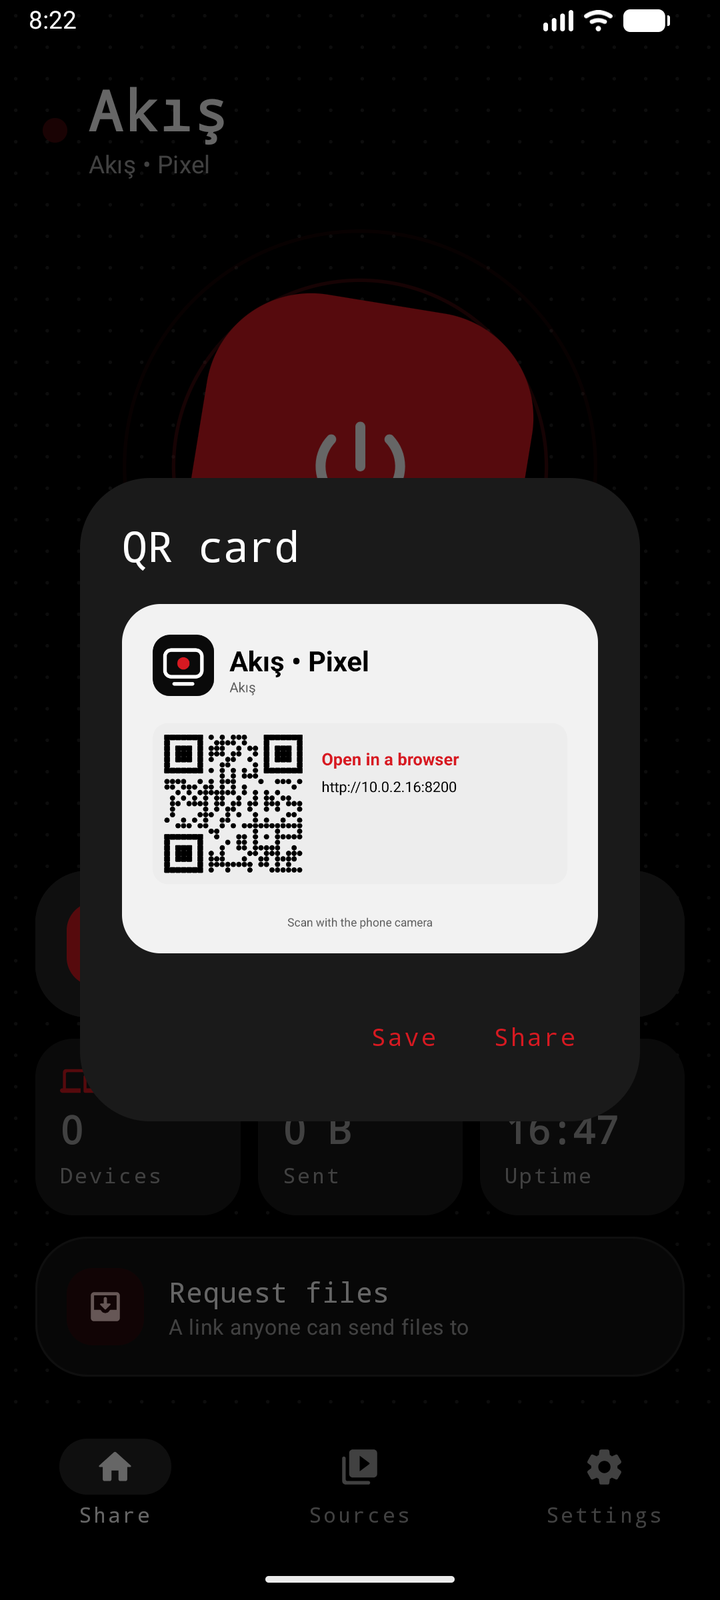 8:22
Akış
Akış • Pixel
QR card
Akış • Pixel
Akış
Open in a browser
http://10.0.2.16:8200
Scan with the phone camera
Save
Share
0
0 B
16:47
Devices
Sent
Uptime
Request files
A link anyone can send files to
Share
Sources
Settings